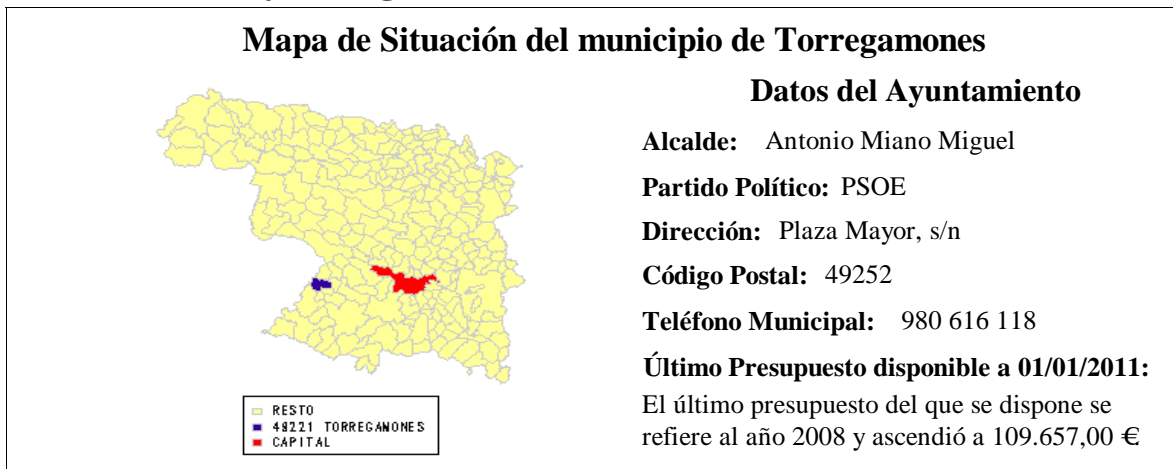 Mapa de Situación del municipio de Torregamones
Datos del Ayuntamiento
Alcalde: Antonio Miano Miguel
Partido Político: PSOE
Dirección: Plaza Mayor, s/n
Código Postal: 49252
Teléfono Municipal: 980 616 118
Último Presupuesto disponible a 01/01/2011:
El último presupuesto del que se dispone se
refiere al año 2008 y ascendió a 109.657,00 €
RESTO
49221 TORREGAMONES
CAPITAL